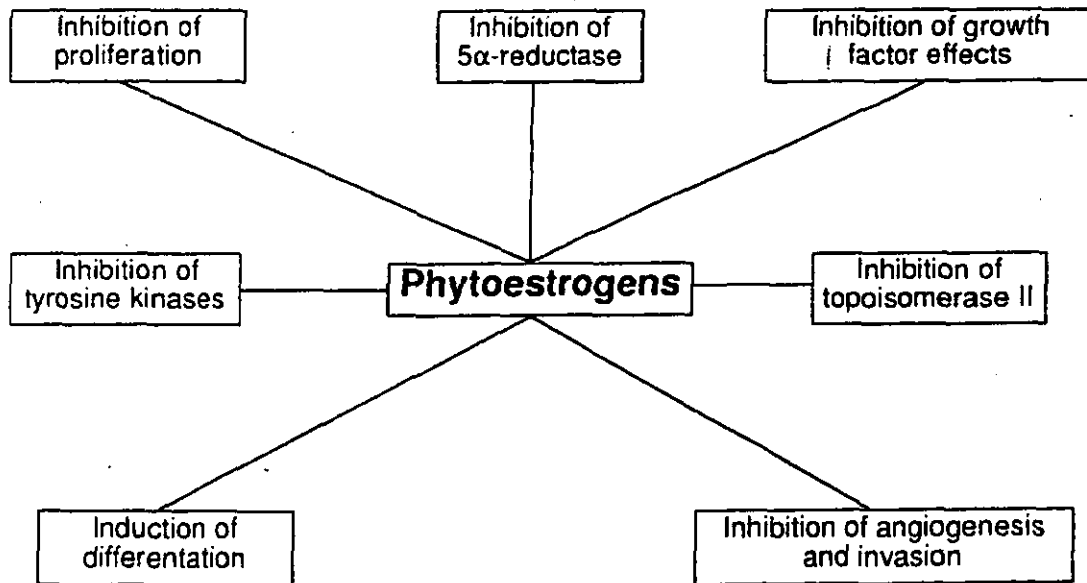 Inhibition of
proliferation
Inhibition of
5α-reductase
Inhibition of growth
factor effects
Inhibition of
tyrosine kinases
Phytoestrogens
Inhibition of
topoisomerase II
Induction of
differentation
Inhibition of angiogenesis
and invasion